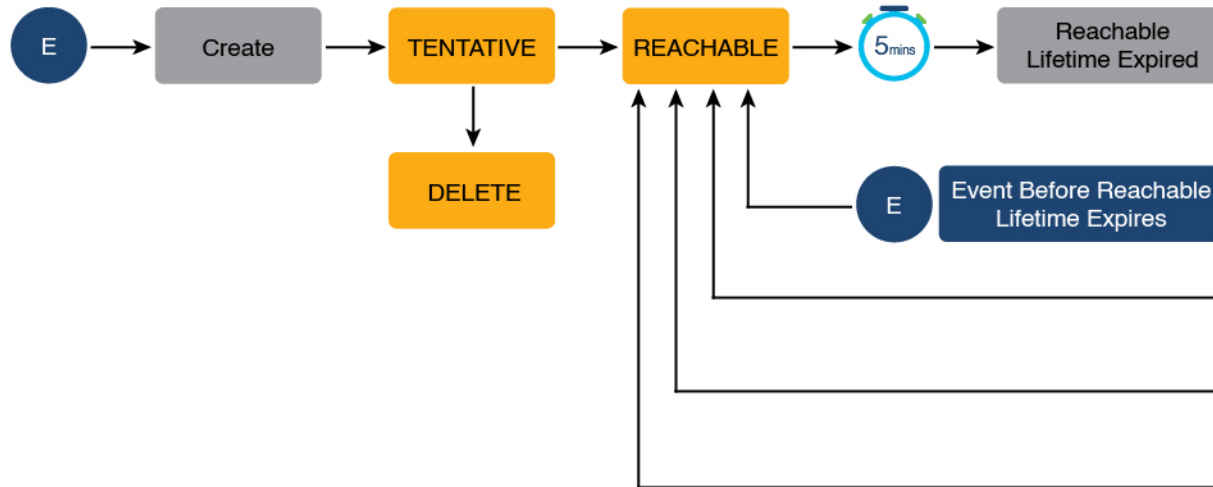 E
Create
TENTATIVE
REACHABLE
5mins
Reachable
Lifetime Expired
DELETE
E
Event Before Reachable
Lifetime Expires